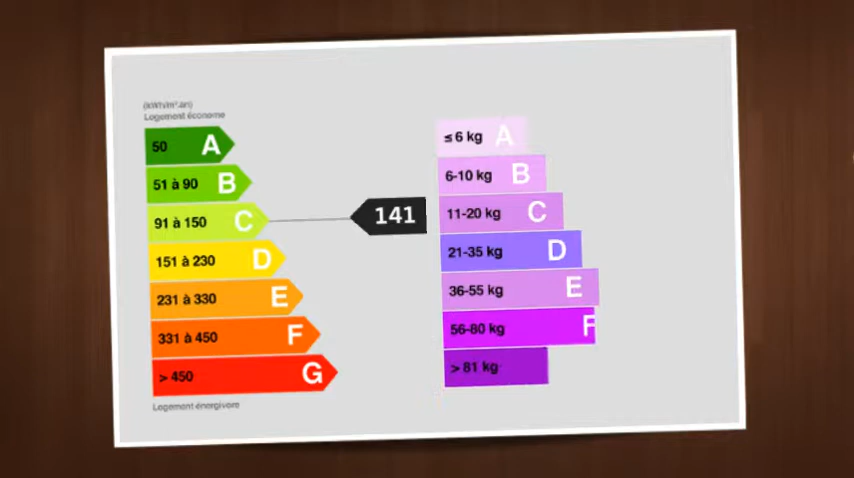 (kWh/m².an)
Logement économe
50 A
51 à 90 B
91 à 150 C
151 à 230 D
231 à 330 E
331 à 450 F
> 450 G
Logement énergivore
141
≤ 6 kg A
6-10 kg B
11-20 kg C
21-35 kg D
36-55 kg E
56-80 kg F
> 81 kg